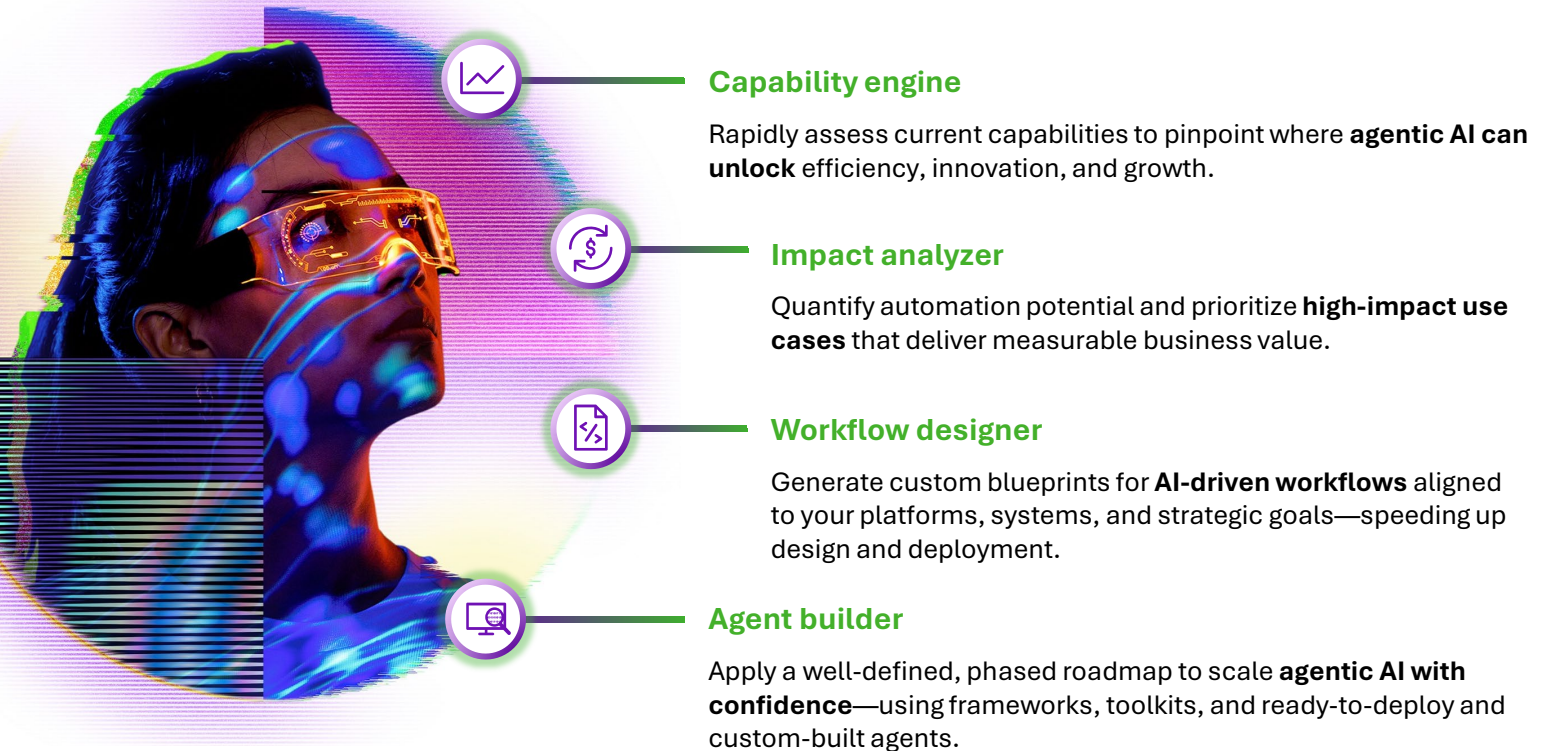 Capability engine
Rapidly assess current capabilities to pinpoint where agentic AI can
unlock efficiency, innovation, and growth.
Impact analyzer
$
Quantify automation potential and prioritize high-impact use
cases that deliver measurable business value.
Workflow designer
</>
Generate custom blueprints for AI-driven workflows aligned
to your platforms, systems, and strategic goals—speeding up
design and deployment.
Agent builder
Apply a well-defined, phased roadmap to scale agentic AI with
confidence—using frameworks, toolkits, and ready-to-deploy and
custom-built agents.